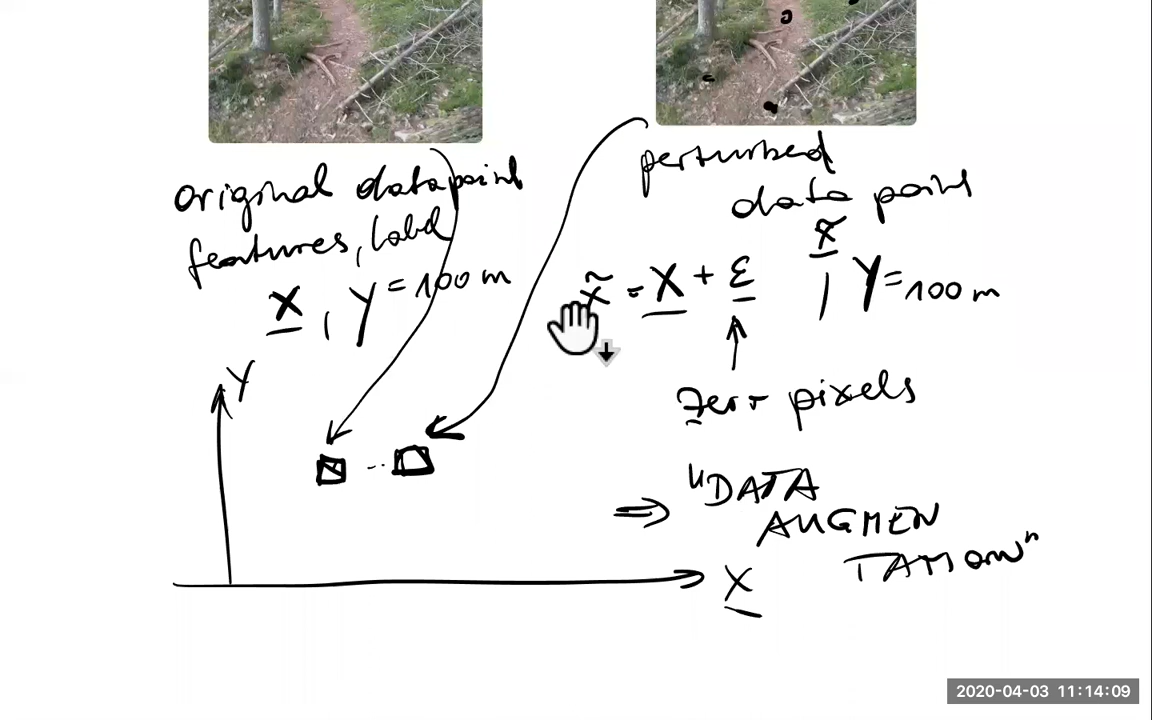 original datapoint
features, label
x , y = 100 m
perturbed
data point
x̃ = x + ε
x̃ , y = 100 m
zero pixels
y
"DATA
AUGMEN
TATION"
x
2020-04-03 11:14:09